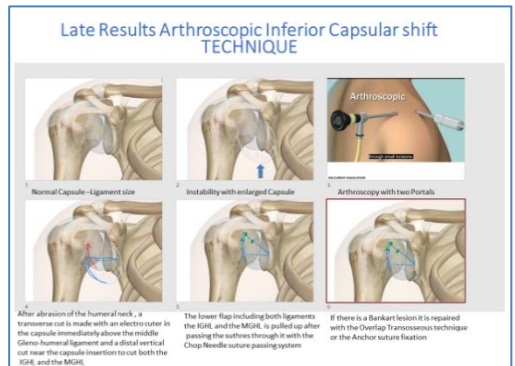 Late Results Arthroscopic Inferior Capsular shift
TECHNIQUE
Arthroscopic
through small incisions
1
2
3
Normal Capsule–Ligament size
Instability with enlarged Capsule
Arthroscopy with two Portals
4
5
6
After abrasion of the humeral neck , a
transverse cut is made with an electro cuter in
the capsule immediately above the middle
Gleno-humeral ligament and a distal vertical
cut near the capsule insertion to cut both the
IGHL and the MGHL
The lower flap including both ligaments
the IGHL and the MGHL is pulled up after
passing the suthres through it with the
Chop Needle suture passing system
If there is a Bankart lesion it is repaired
with the Overlap Transosseous technique
or the Anchor suture fixation